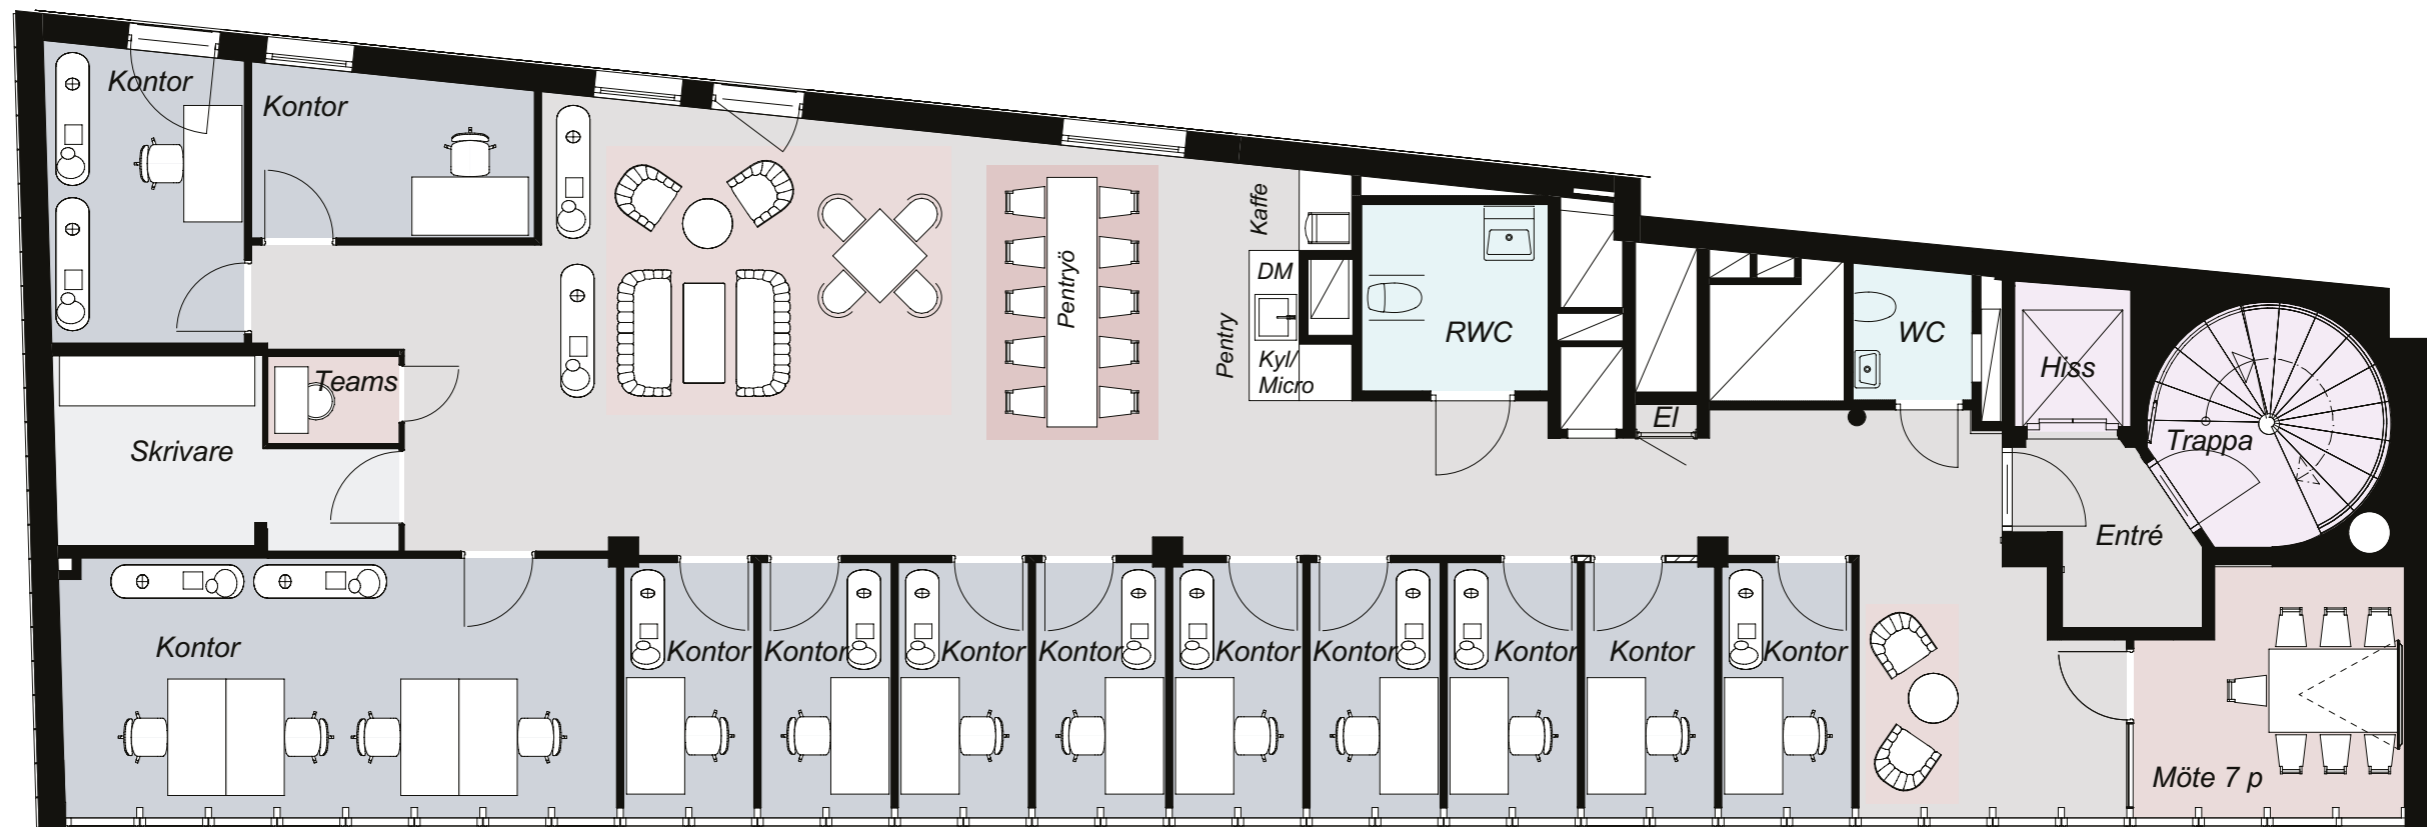 Kontor
Kontor
Kaffe
DM
Pentryö
Pentry
Kyl/
Micro
RWC
WC
Hiss
Teams
El
Trappa
Skrivare
Entré
Kontor
Kontor
Kontor
Kontor
Kontor
Kontor
Kontor
Kontor
Kontor
Kontor
Möte 7 p